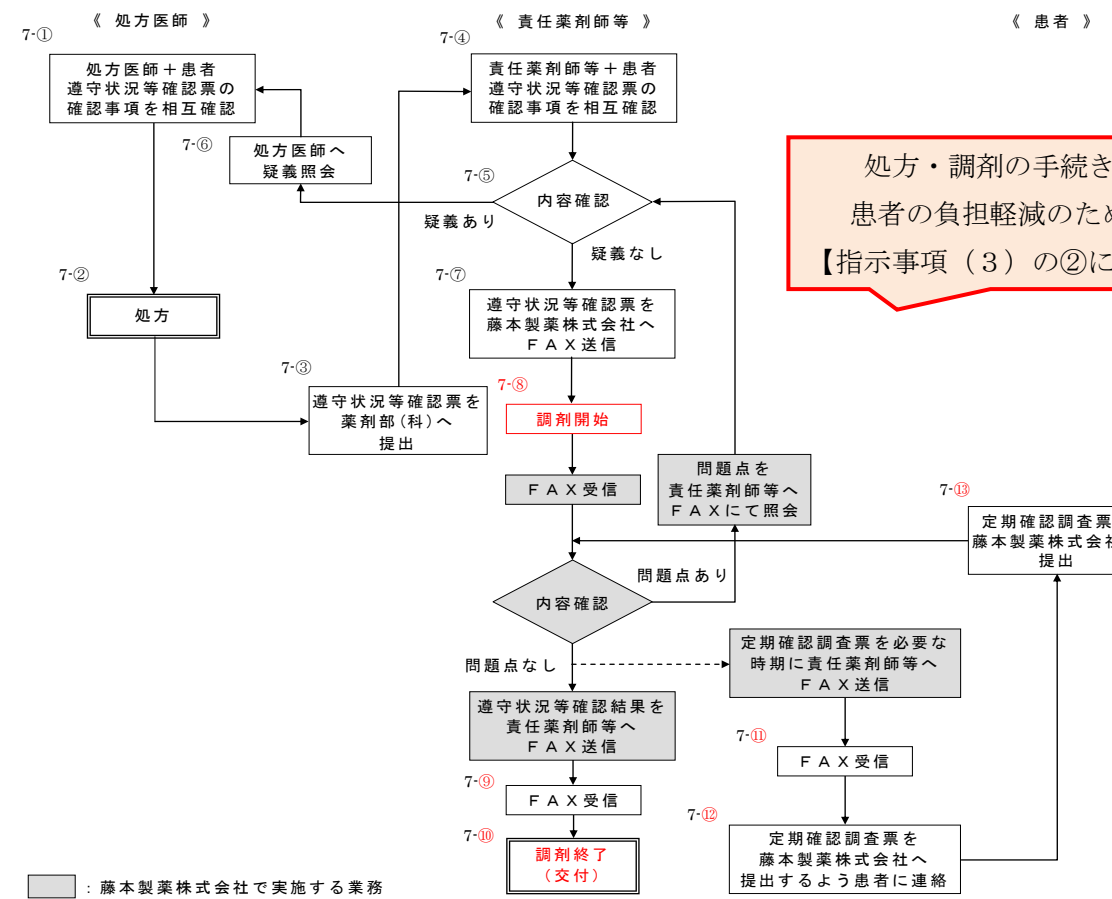 《 処方医師 》
《 責任薬剤師等 》
《 患者 》
7-①
処方医師＋患者
遵守状況等確認票の
確認事項を相互確認
7-④
責任薬剤師等＋患者
遵守状況等確認票の
確認事項を相互確認
7-⑥
処方医師へ
疑義照会
7-⑤
内容確認
疑義あり
疑義なし
処方・調剤の手続き
患者の負担軽減のため
【指示事項（３）の②に
7-②
処方
7-⑦
遵守状況等確認票を
藤本製薬株式会社へ
ＦＡＸ送信
7-③
遵守状況等確認票を
薬剤部(科)へ
提出
7-⑧
調剤開始
ＦＡＸ受信
問題点を
責任薬剤師等へ
ＦＡＸにて照会
7-⑬
定期確認調査票
藤本製薬株式会社
提出
内容確認
問題点あり
問題点なし
定期確認調査票を必要な
時期に責任薬剤師等へ
ＦＡＸ送信
遵守状況等確認結果を
責任薬剤師等へ
ＦＡＸ送信
7-⑪
ＦＡＸ受信
7-⑨
ＦＡＸ受信
7-⑫
定期確認調査票を
藤本製薬株式会社へ
提出するよう患者に連絡
7-⑩
調剤終了
（交付）
：藤本製薬株式会社で実施する業務